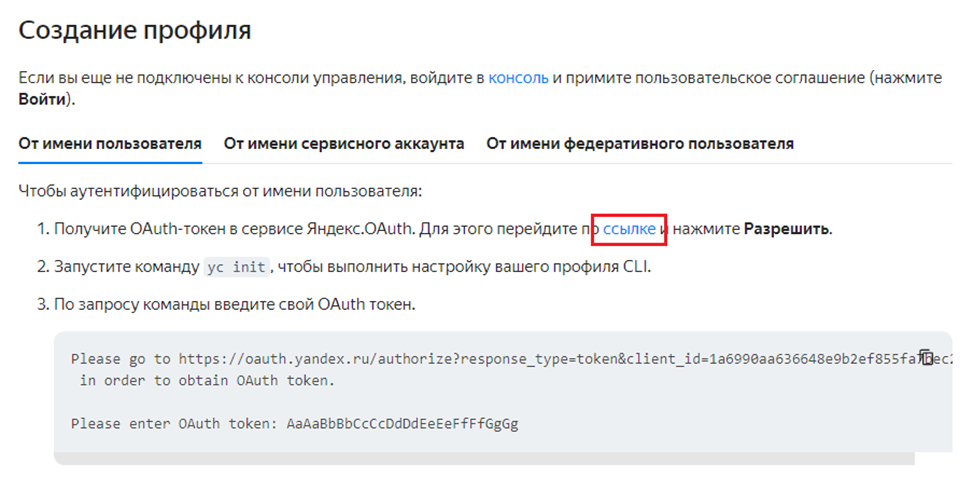 Создание профиля
Если вы еще не подключены к консоли управления, войдите в консоль и примите пользовательское соглашение (нажмите
Войти).
От имени пользователя От имени сервисного аккаунта От имени федеративного пользователя
Чтобы аутентифицироваться от имени пользователя:
1. Получите OAuth-токен в сервисе Яндекс.OAuth. Для этого перейдите по ссылке и нажмите Разрешить.
2. Запустите команду yc init, чтобы выполнить настройку вашего профиля CLI.
3. По запросу команды введите свой OAuth токен.
Please go to https://oauth.yandex.ru/authorize?response_type=token&client_id=1a6990aa636648e9b2ef855fa7bec2
in order to obtain OAuth token.
Please enter OAuth token: AaAaBbBbCcCcDdDdEeEeFfFfGgGg